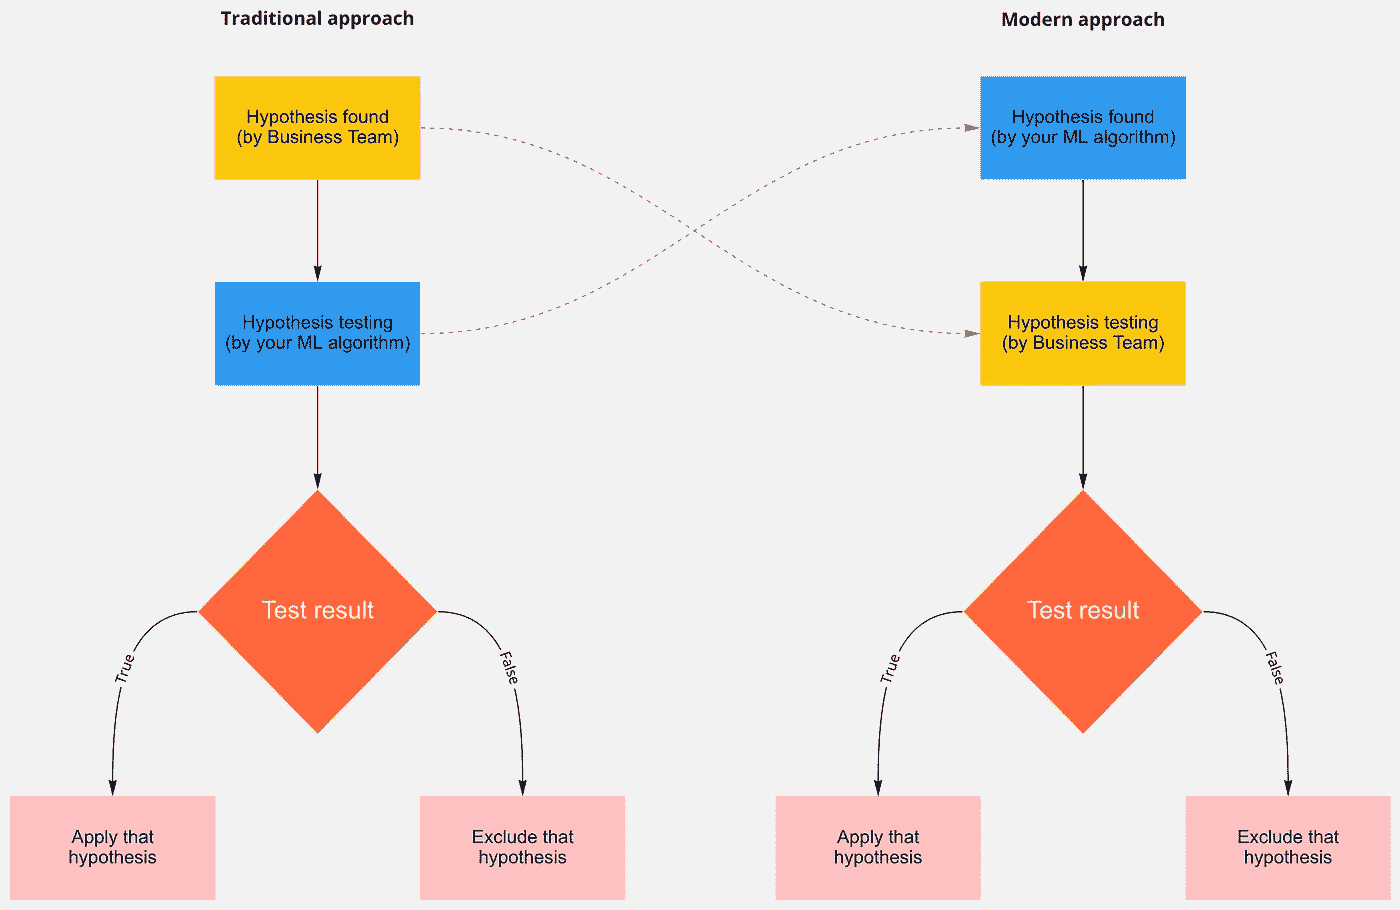 Traditional approach
Modern approach
Hypothesis found
(by Business Team)
Hypothesis found
(by your ML algorithm)
Hypothesis testing
(by your ML algorithm)
Hypothesis testing
(by Business Team)
Test result
Test result
True
False
True
False
Apply that
hypothesis
Exclude that
hypothesis
Apply that
hypothesis
Exclude that
hypothesis